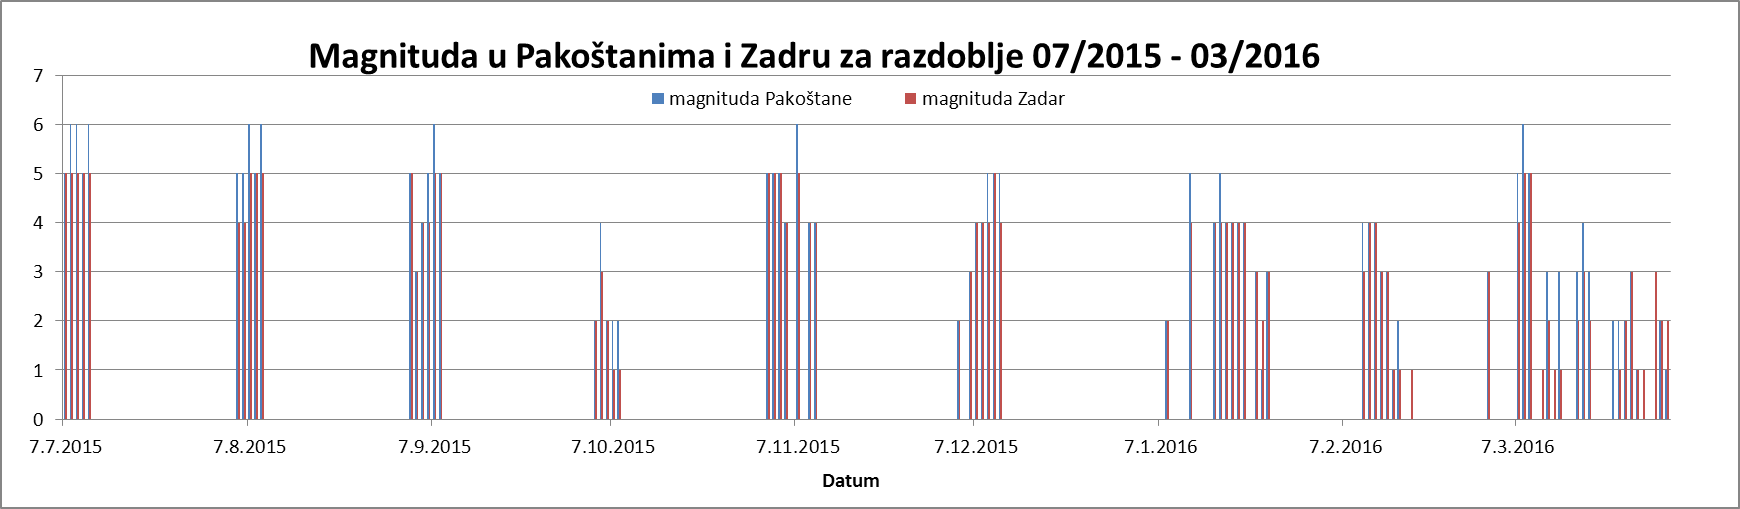 Magnituda u Pakoštanima i Zadru za razdoblje 07/2015 - 03/2016
magnituda Pakoštane magnituda Zadar
7
6
5
4
3
2
1
0
7.7.2015 7.8.2015 7.9.2015 7.10.2015 7.11.2015 7.12.2015 7.1.2016 7.2.2016 7.3.2016
Datum